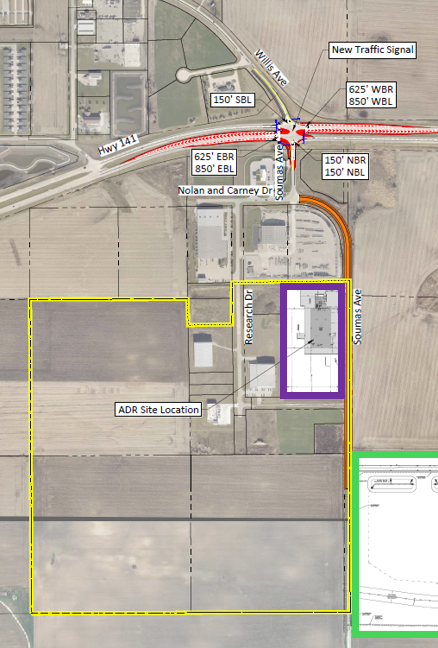 Willis Ave
New Traffic Signal
150' SBL
625' WBR
850' WBL
Hwy 141
625' EBR
850' EBL
Soumas Ave
150' NBR
150' NBL
Nolan and Carney Dr
Research Dr
Soumas Ave
ADR Site Location